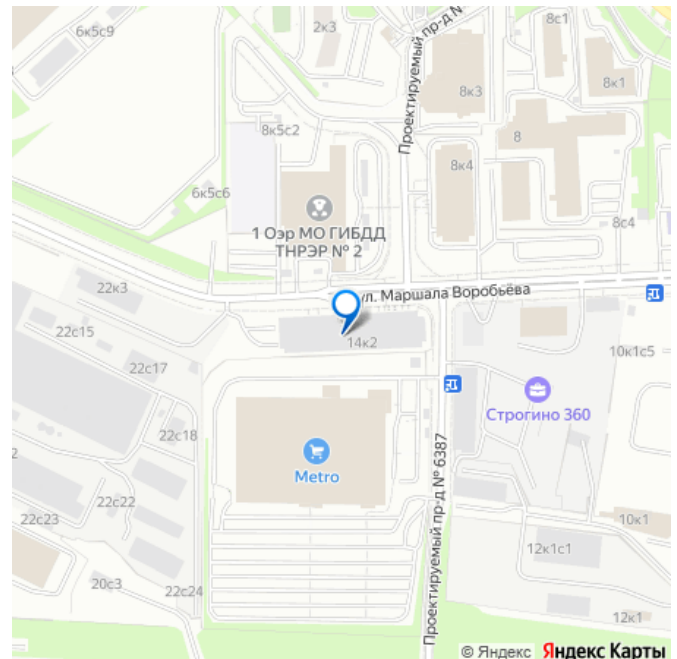 6к5с9
2к3
Проектируемый пр-д N
8с1
8к3
8к1
8к5с2
8
8к4
6к5с6
1 Оэр МО ГИБДД
ТНРЭР № 2
8с4
22к3
ул. Маршала Воробьёва
22с15
14к2
10к1с5
22с17
Строгино 360
22с18
2
Metro
Проектируемый пр-д № 6387
22с22
22с23
10к1
12к1с1
20с3
22с24
12к1
© Яндекс Яндекс Карты